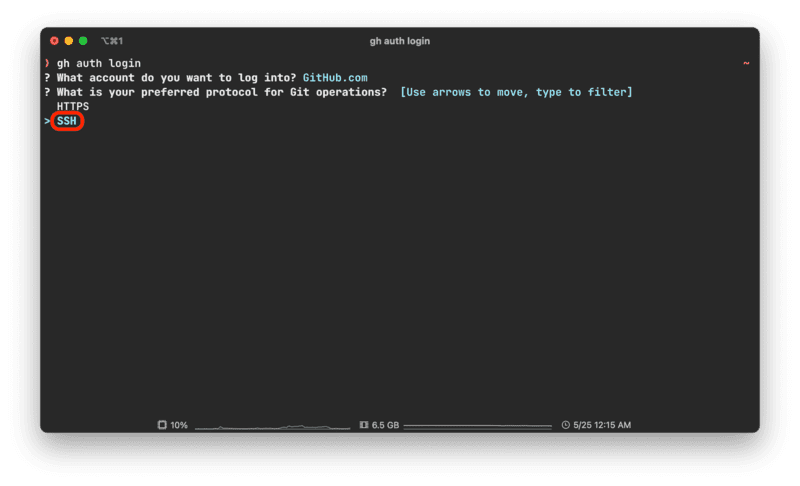 ⌥⌘1 gh auth login
❯ gh auth login ~
? What account do you want to log into? GitHub.com
? What is your preferred protocol for Git operations? [Use arrows to move, type to filter]
HTTPS
> SSH
10% 6.5 GB 5/25 12:15 AM